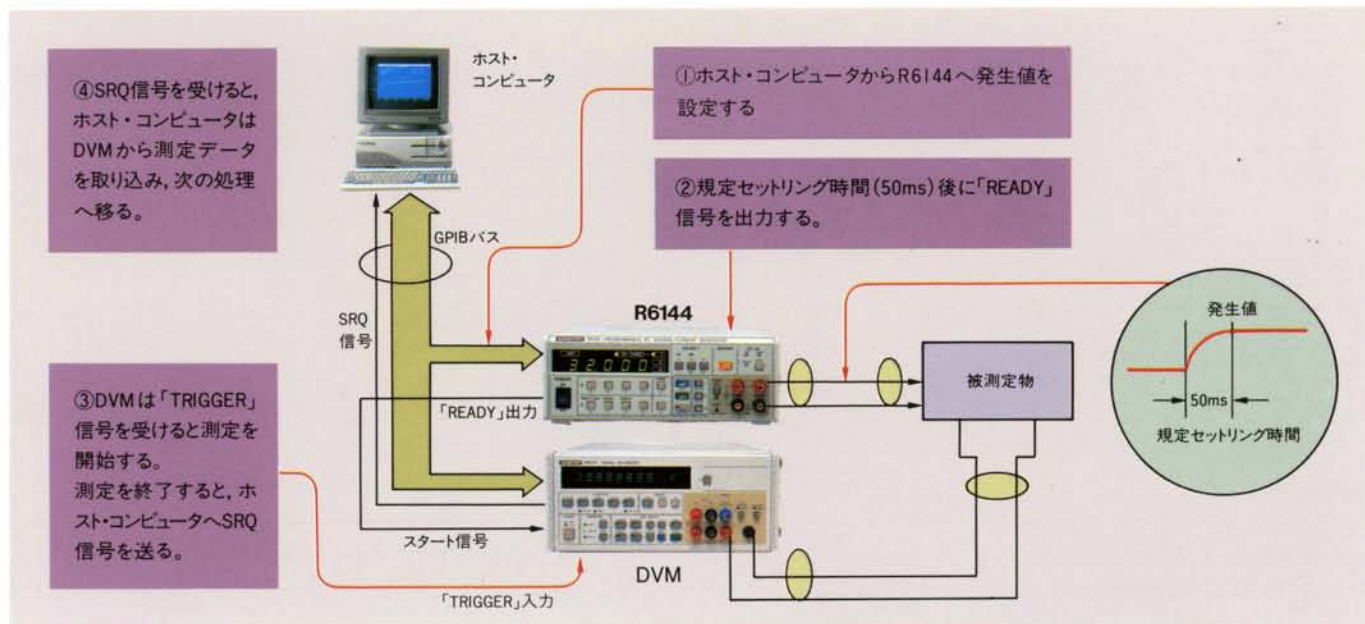 ④SRQ信号を受けると,
ホスト・コンピュータは
DVMから測定データ
を取り込み,次の処理
へ移る。
ホスト・
コンピュータ
①ホスト・コンピュータからR6144へ発生値を
設定する
②規定セットリング時間(50ms)後に「READY」
信号を出力する。
GPIBバス
SRQ
信号
R6144
32000
「READY」出力
被測定物
発生値
50ms
規定セットリング時間
③DVMは「TRIGGER」
信号を受けると測定を
開始する。
測定を終了すると,ホ
スト・コンピュータへSRQ
信号を送る。
スタート信号
DVM
「TRIGGER」入力